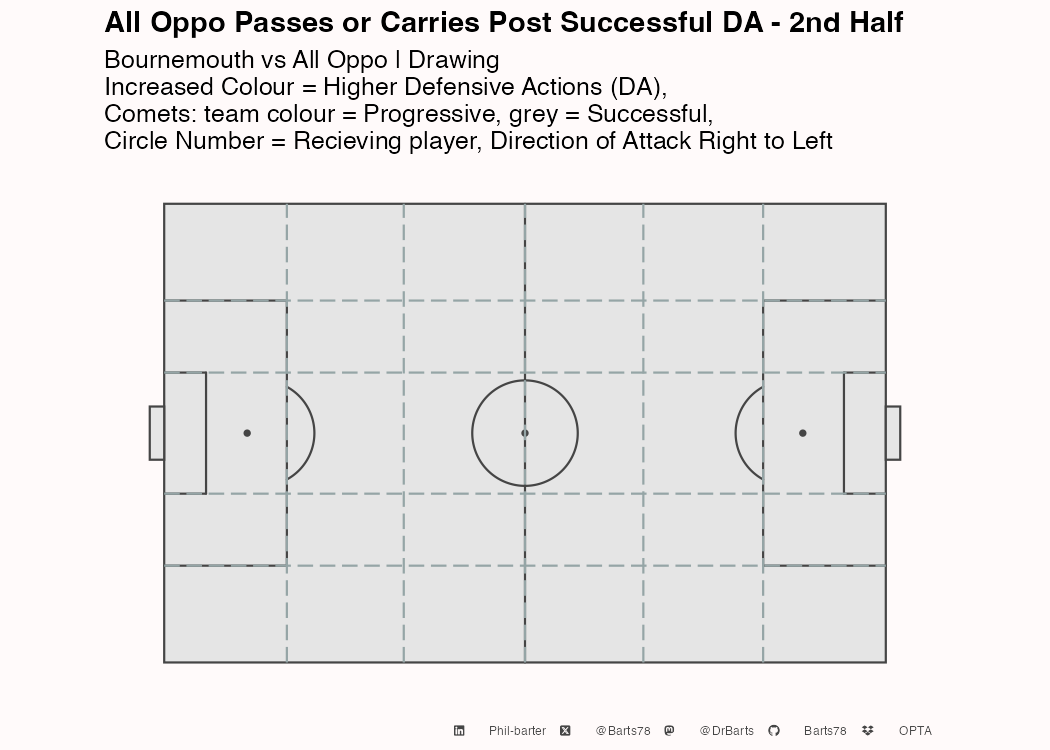 All Oppo Passes or Carries Post Successful DA - 2nd Half
Bournemouth vs All Oppo | Drawing
Increased Colour = Higher Defensive Actions (DA),
Comets: team colour = Progressive, grey = Successful,
Circle Number = Recieving player, Direction of Attack Right to Left
Phil-barter @Barts78 @DrBarts Barts78 OPTA